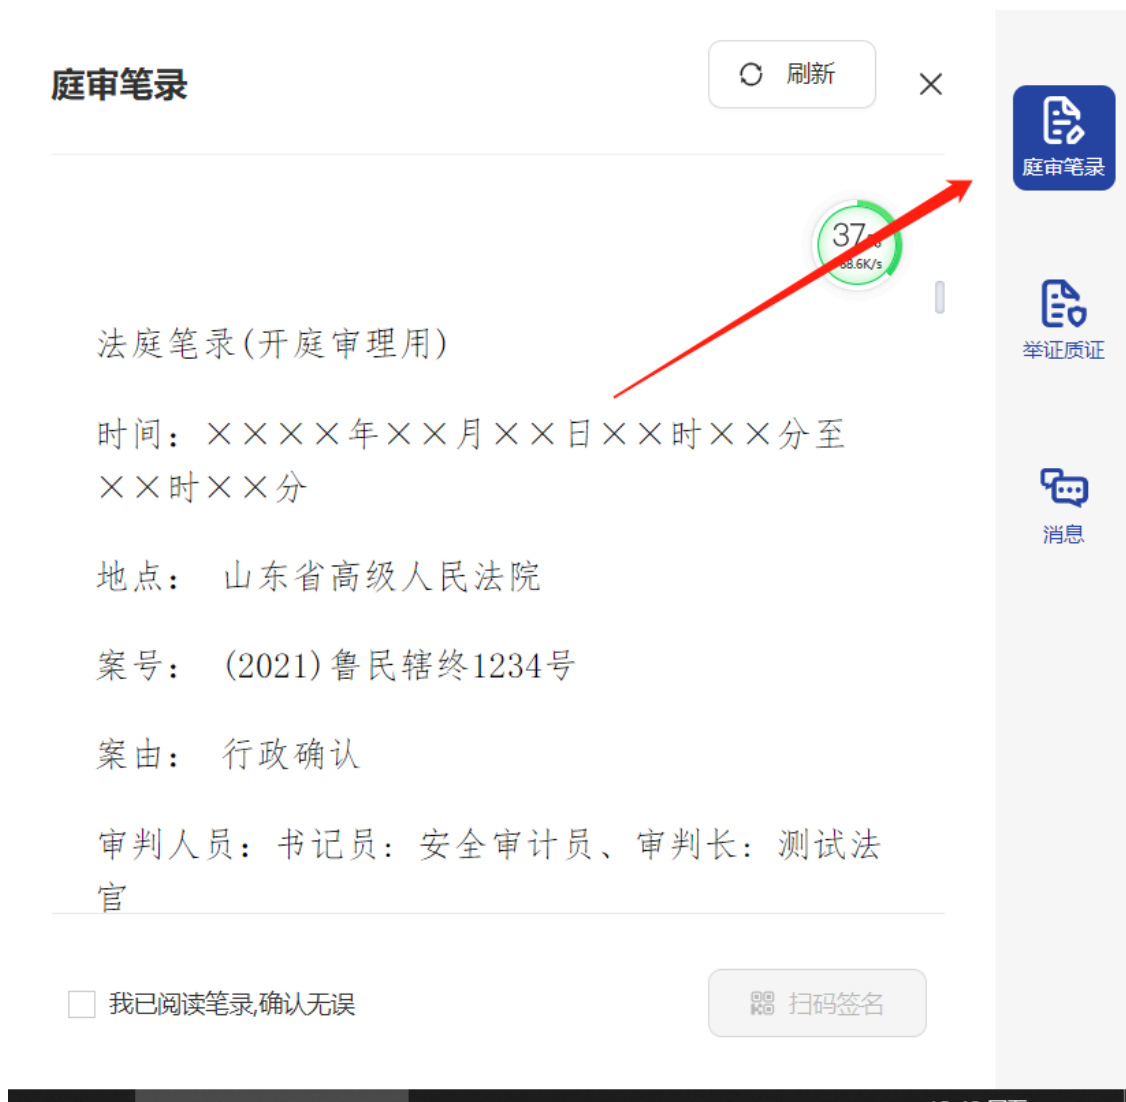 庭审笔录
刷新
庭审笔录
37%
法庭笔录(开庭审理用)
举证质证
时间：××××年××月××日××时××分至
××时××分
消息
地点： 山东省高级人民法院
案号： (2021)鲁民辖终1234号
案由： 行政确认
审判人员：书记员：安全审计员、审判长：测试法
官
我已阅读笔录,确认无误
扫码签名